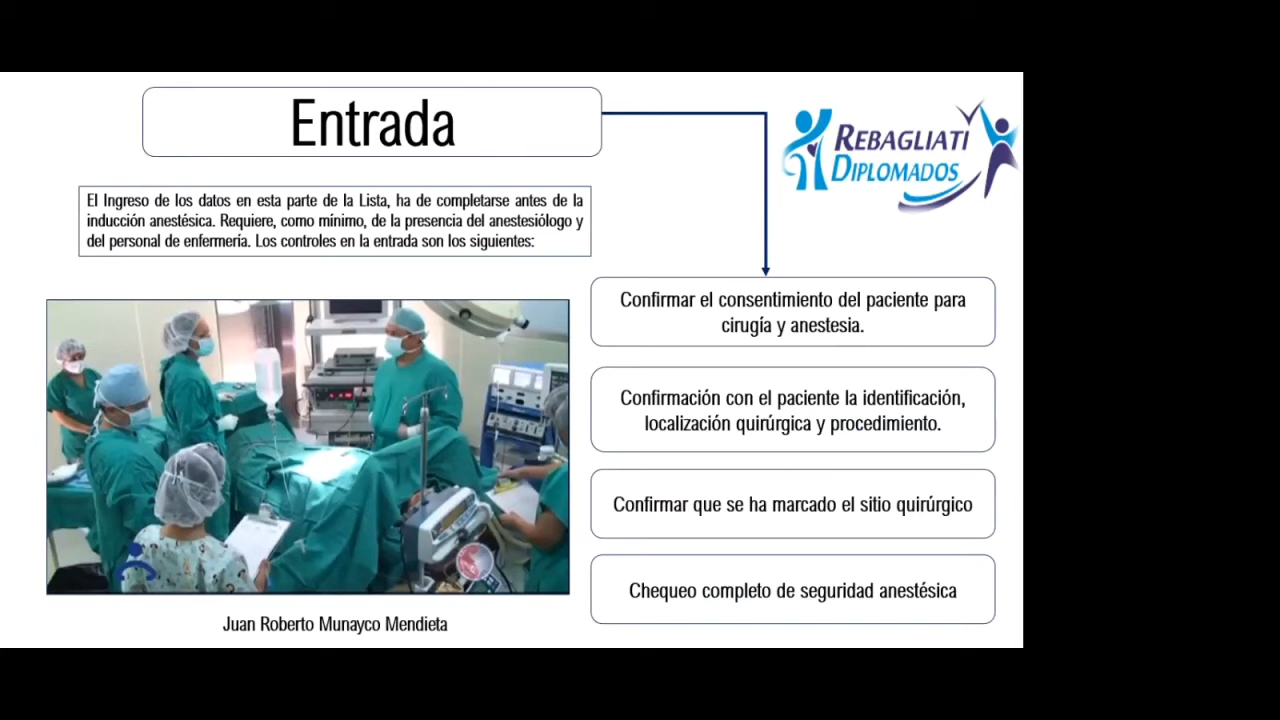 Entrada
REBAGLIATI
DIPLOMADOS
El Ingreso de los datos en esta parte de la Lista, ha de completarse antes de la
inducción anestésica. Requiere, como mínimo, de la presencia del anestesiólogo y
del personal de enfermería. Los controles en la entrada son los siguientes:
Confirmar el consentimiento del paciente para
cirugía y anestesia.
Confirmación con el paciente la identificación,
localización quirúrgica y procedimiento.
Confirmar que se ha marcado el sitio quirúrgico
Chequeo completo de seguridad anestésica
Juan Roberto Munayco Mendieta